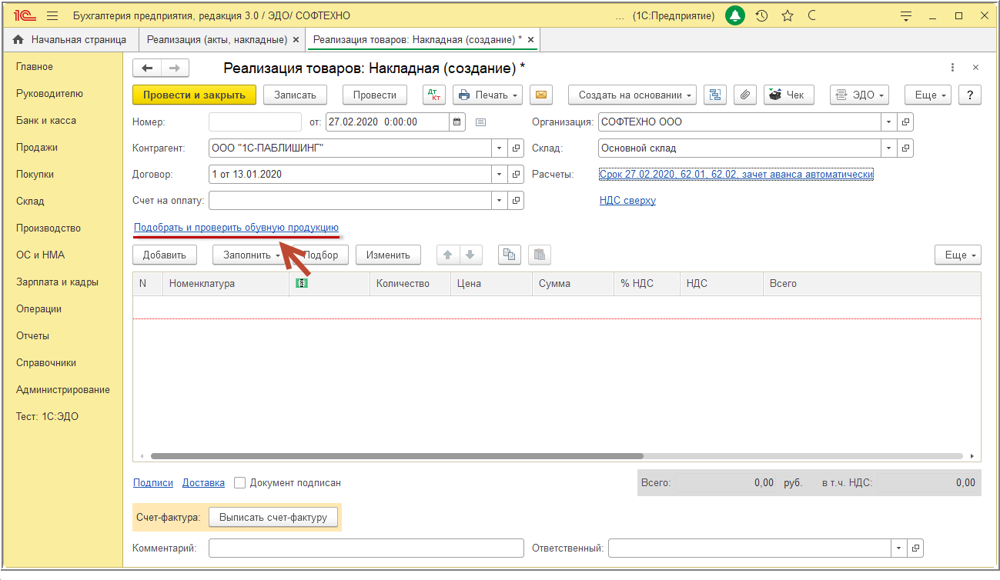 1С Бухгалтерия предприятия, редакция 3.0 / ЭДО/ СОФТЕХНО ... (1С:Предприятие)
Начальная страница Реализация (акты, накладные) × Реализация товаров: Накладная (создание) * ×
Главное
Руководителю
Банк и касса
Продажи
Покупки
Склад
Производство
ОС и НМА
Зарплата и кадры
Операции
Отчеты
Справочники
Администрирование
Тест: 1С:ЭДО
Реализация товаров: Накладная (создание) *
Провести и закрыть Записать Провести Дт Кт Печать Создать на основании Чек ЭДО Еще ?
Номер: от: 27.02.2020 0:00:00 Организация: СОФТЕХНО ООО
Контрагент: ООО "1С-ПАБЛИШИНГ" Склад: Основной склад
Договор: 1 от 13.01.2020 Расчеты: Срок 27.02.2020, 62.01, 62.02, зачет аванса автоматически
Счет на оплату: НДС сверху
Подобрать и проверить обувную продукцию
Добавить Заполнить Подбор Изменить Еще
N Номенклатура Количество Цена Сумма % НДС НДС Всего
Подписи Доставка Документ подписан Всего: 0,00 руб. в т.ч. НДС: 0,00
Счет-фактура: Выписать счет-фактуру
Комментарий: Ответственный: